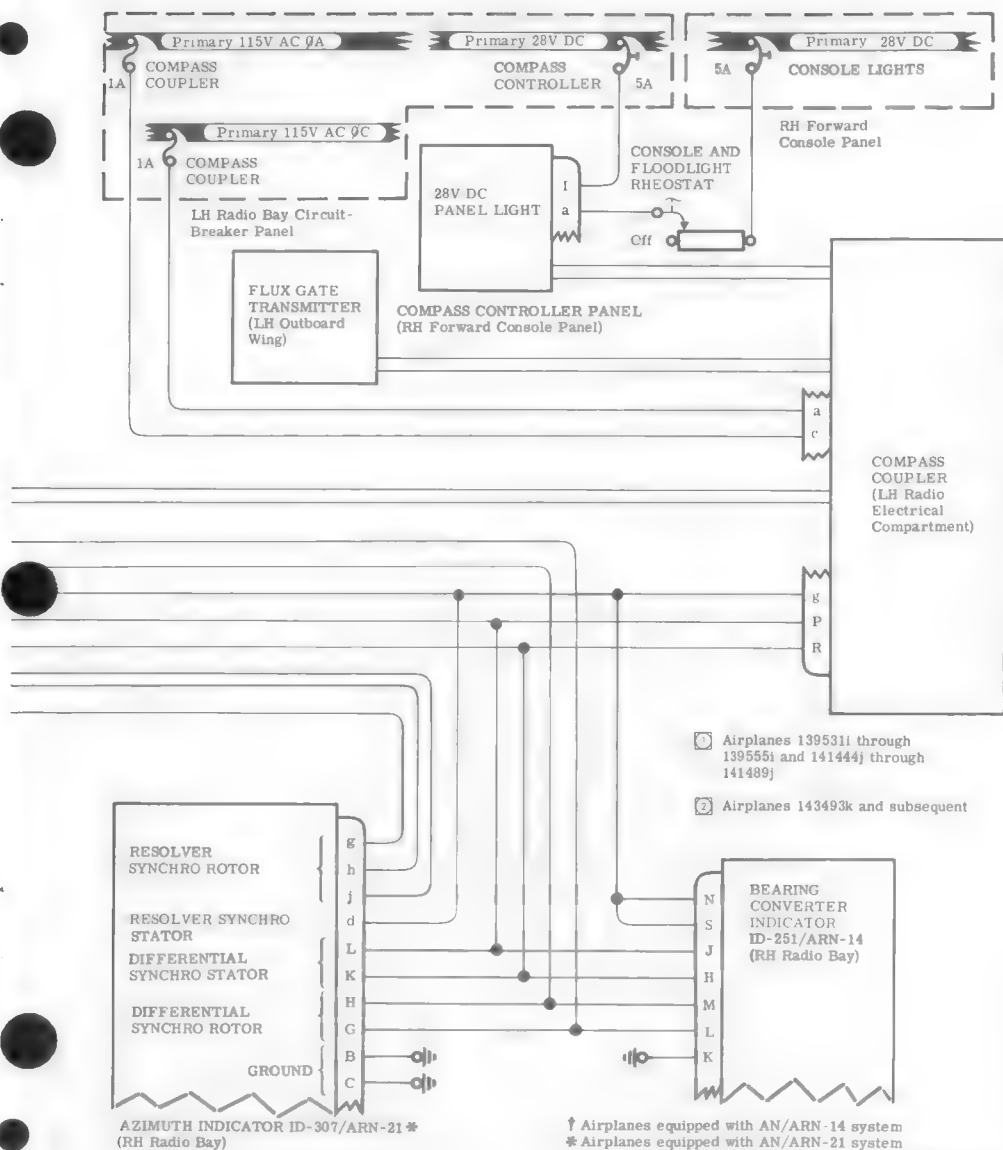 Primary 115V AC ØA
Primary 28V DC
Primary 28V DC
1A
COMPASS
COUPLER
COMPASS
CONTROLLER
5A
5A
CONSOLE LIGHTS
RH Forward
Console Panel
Primary 115V AC ØC
1A
COMPASS
COUPLER
LH Radio Bay Circuit-
Breaker Panel
28V DC
PANEL LIGHT
I
a
CONSOLE AND
FLOODLIGHT
RHEOSTAT
Off
COMPASS CONTROLLER PANEL
(RH Forward Console Panel)
FLUX GATE
TRANSMITTER
(LH Outboard
Wing)
a
c
COMPASS
COUPLER
(LH Radio
Electrical
Compartment)
g
P
R
1 Airplanes 139531i through
139555i and 141444j through
141489j
2 Airplanes 143493k and subsequent
RESOLVER
SYNCHRO ROTOR
g
h
j
RESOLVER SYNCHRO
STATOR
d
DIFFERENTIAL
SYNCHRO STATOR
L
K
DIFFERENTIAL
SYNCHRO ROTOR
H
G
GROUND
B
C
AZIMUTH INDICATOR ID-307/ARN-21 *
(RH Radio Bay)
N
S
J
H
M
L
K
BEARING
CONVERTER
INDICATOR
ID-251/ARN-14
(RH Radio Bay)
† Airplanes equipped with AN/ARN-14 system
* Airplanes equipped with AN/ARN-21 system